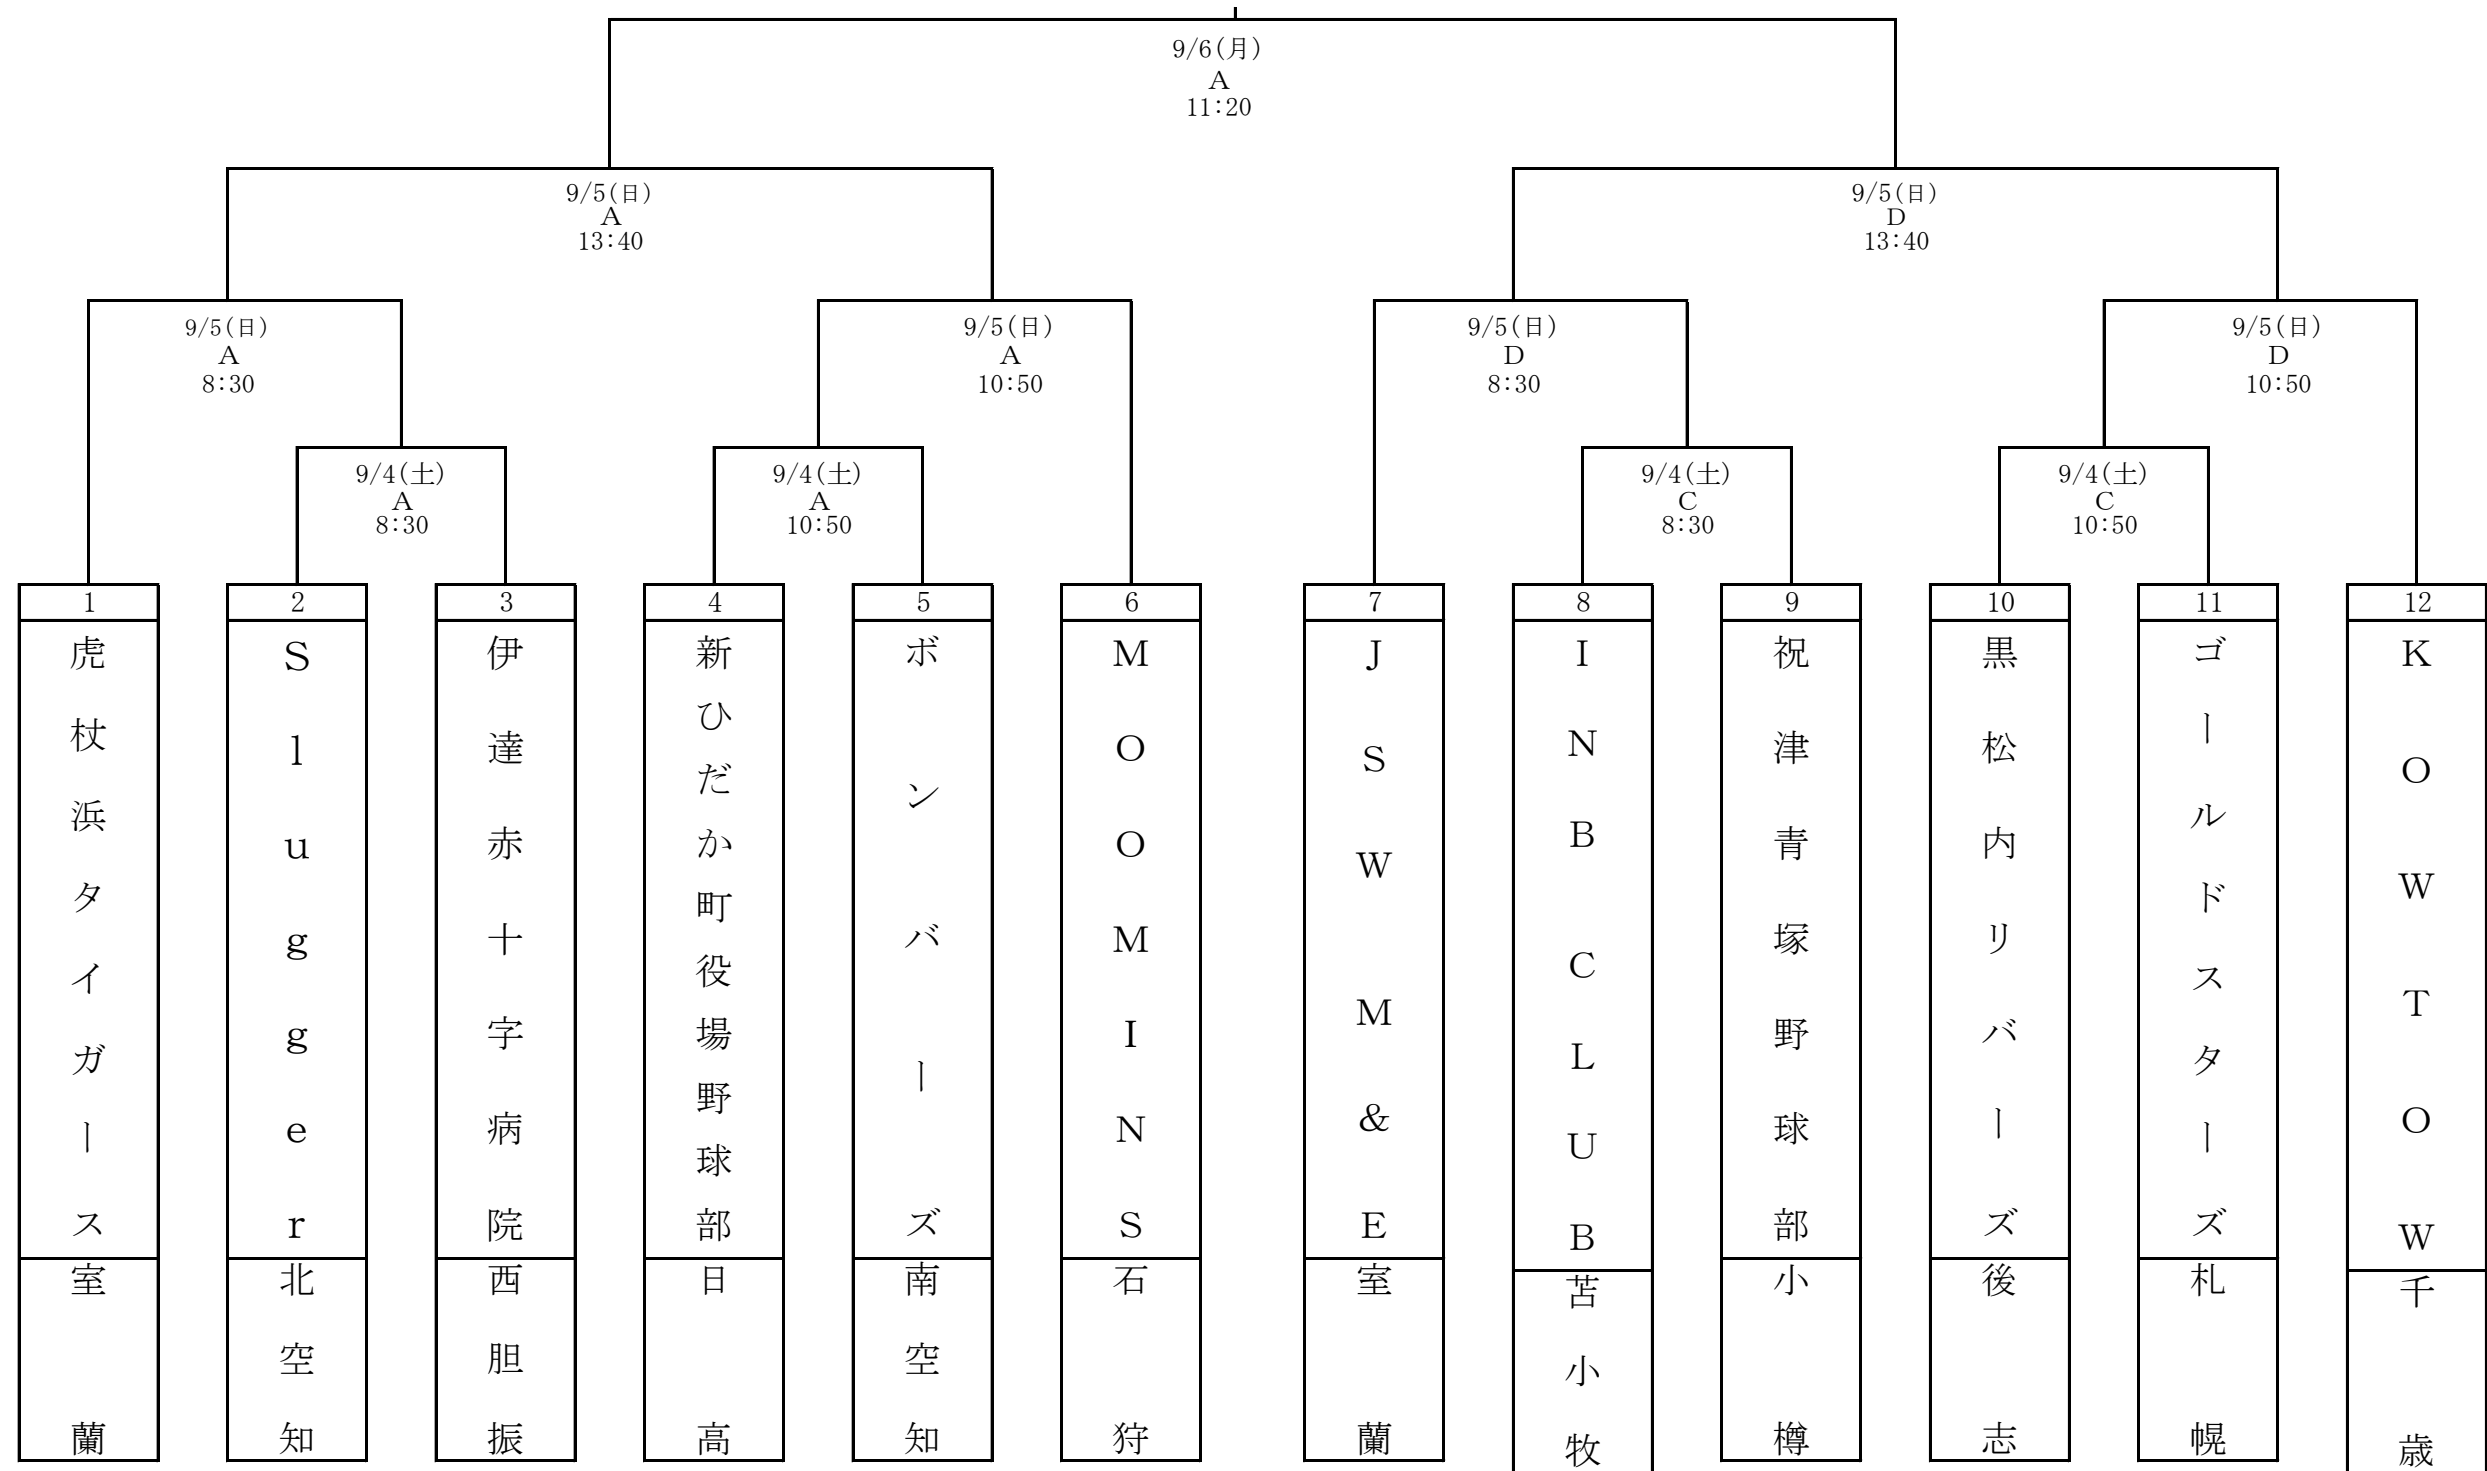 9/6(月)
A
11:20
9/5(日)
A
13:40
9/5(日)
D
13:40
9/5(日)
A
8:30
9/5(日)
A
10:50
9/5(日)
D
8:30
9/5(日)
D
10:50
9/4(土)
A
8:30
9/4(土)
A
10:50
9/4(土)
C
8:30
9/4(土)
C
10:50
1
虎杖浜タイガース
室蘭
2
Slugger
北空知
3
伊達赤十字病院
西胆振
4
新ひだか町役場野球部
日高
5
ボンバーズ
南空知
6
MOOMINS
石狩
7
JSW M&E
室蘭
8
INB CLUB
苫小牧
9
祝津青塚野球部
小樽
10
黒松内リバーズ
後志
11
ゴールドスターズ
札幌
12
KOWTOW
千歳